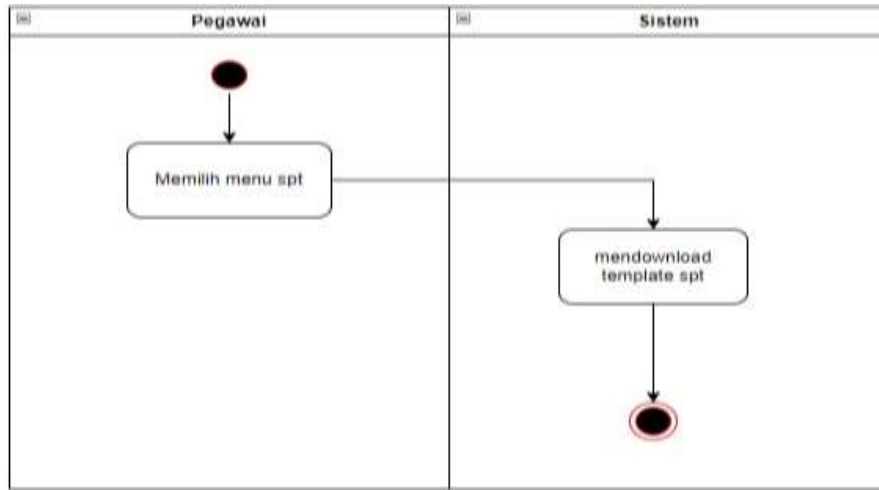 Pegawai
Sistem
Memilih menu spt
mendownload
template spt